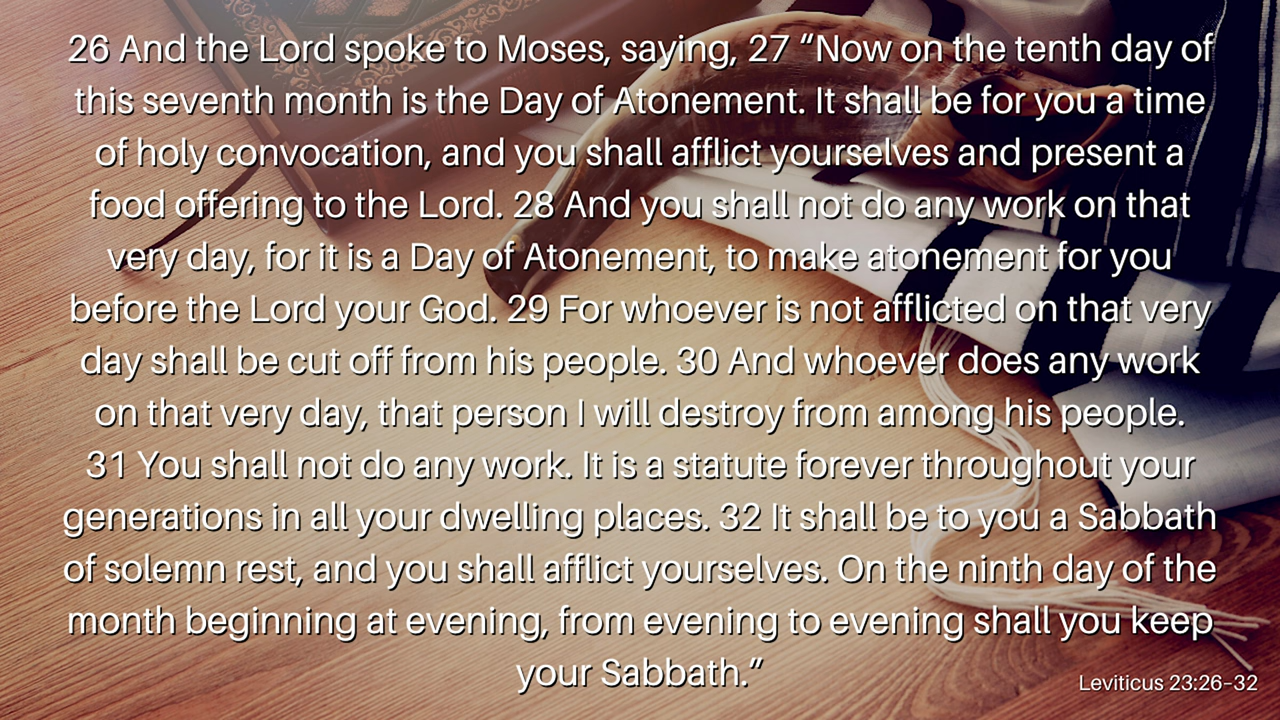 26 And the Lord spoke to Moses, saying, 27 “Now on the tenth day of
this seventh month is the Day of Atonement. It shall be for you a time
of holy convocation, and you shall afflict yourselves and present a
food offering to the Lord. 28 And you shall not do any work on that
very day, for it is a Day of Atonement, to make atonement for you
before the Lord your God. 29 For whoever is not afflicted on that very
day shall be cut off from his people. 30 And whoever does any work
on that very day, that person I will destroy from among his people.
31 You shall not do any work. It is a statute forever throughout your
generations in all your dwelling places. 32 It shall be to you a Sabbath
of solemn rest, and you shall afflict yourselves. On the ninth day of the
month beginning at evening, from evening to evening shall you keep
your Sabbath.”
Leviticus 23:26–32